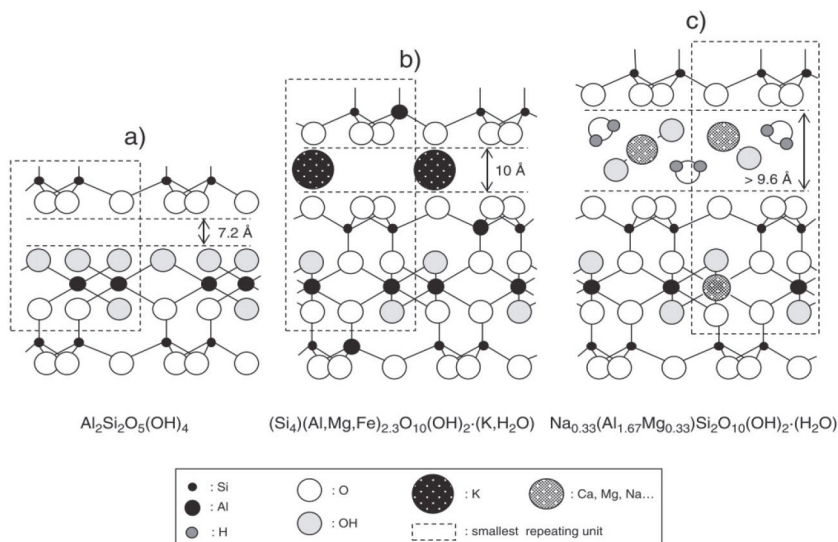 a)
b)
c)
7.2 Å
10 Å
> 9.6 Å
Al₂Si₂O₅(OH)₄
(Si₄)(Al,Mg,Fe)₂.₃O₁₀(OH)₂·(K,H₂O)
Na₀.₃₃(Al₁.₆₇Mg₀.₃₃)Si₂O₁₀(OH)₂·(H₂O)
: Si
: Al
: H
: O
: OH
: K
: smallest repeating unit
: Ca, Mg, Na...